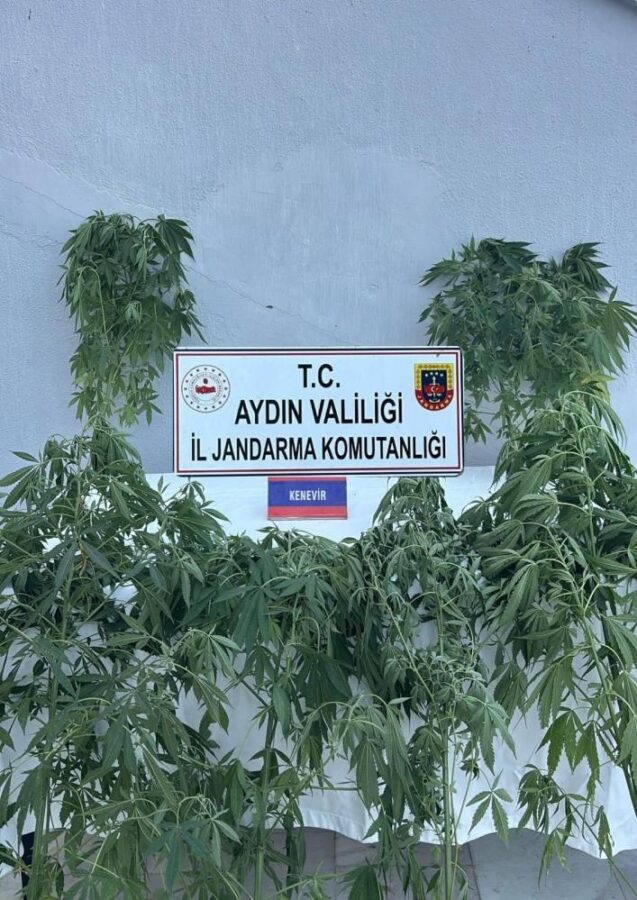 T.C.
AYDIN VALİLİĞİ
İL JANDARMA KOMUTANLIĞI
KENEVİR